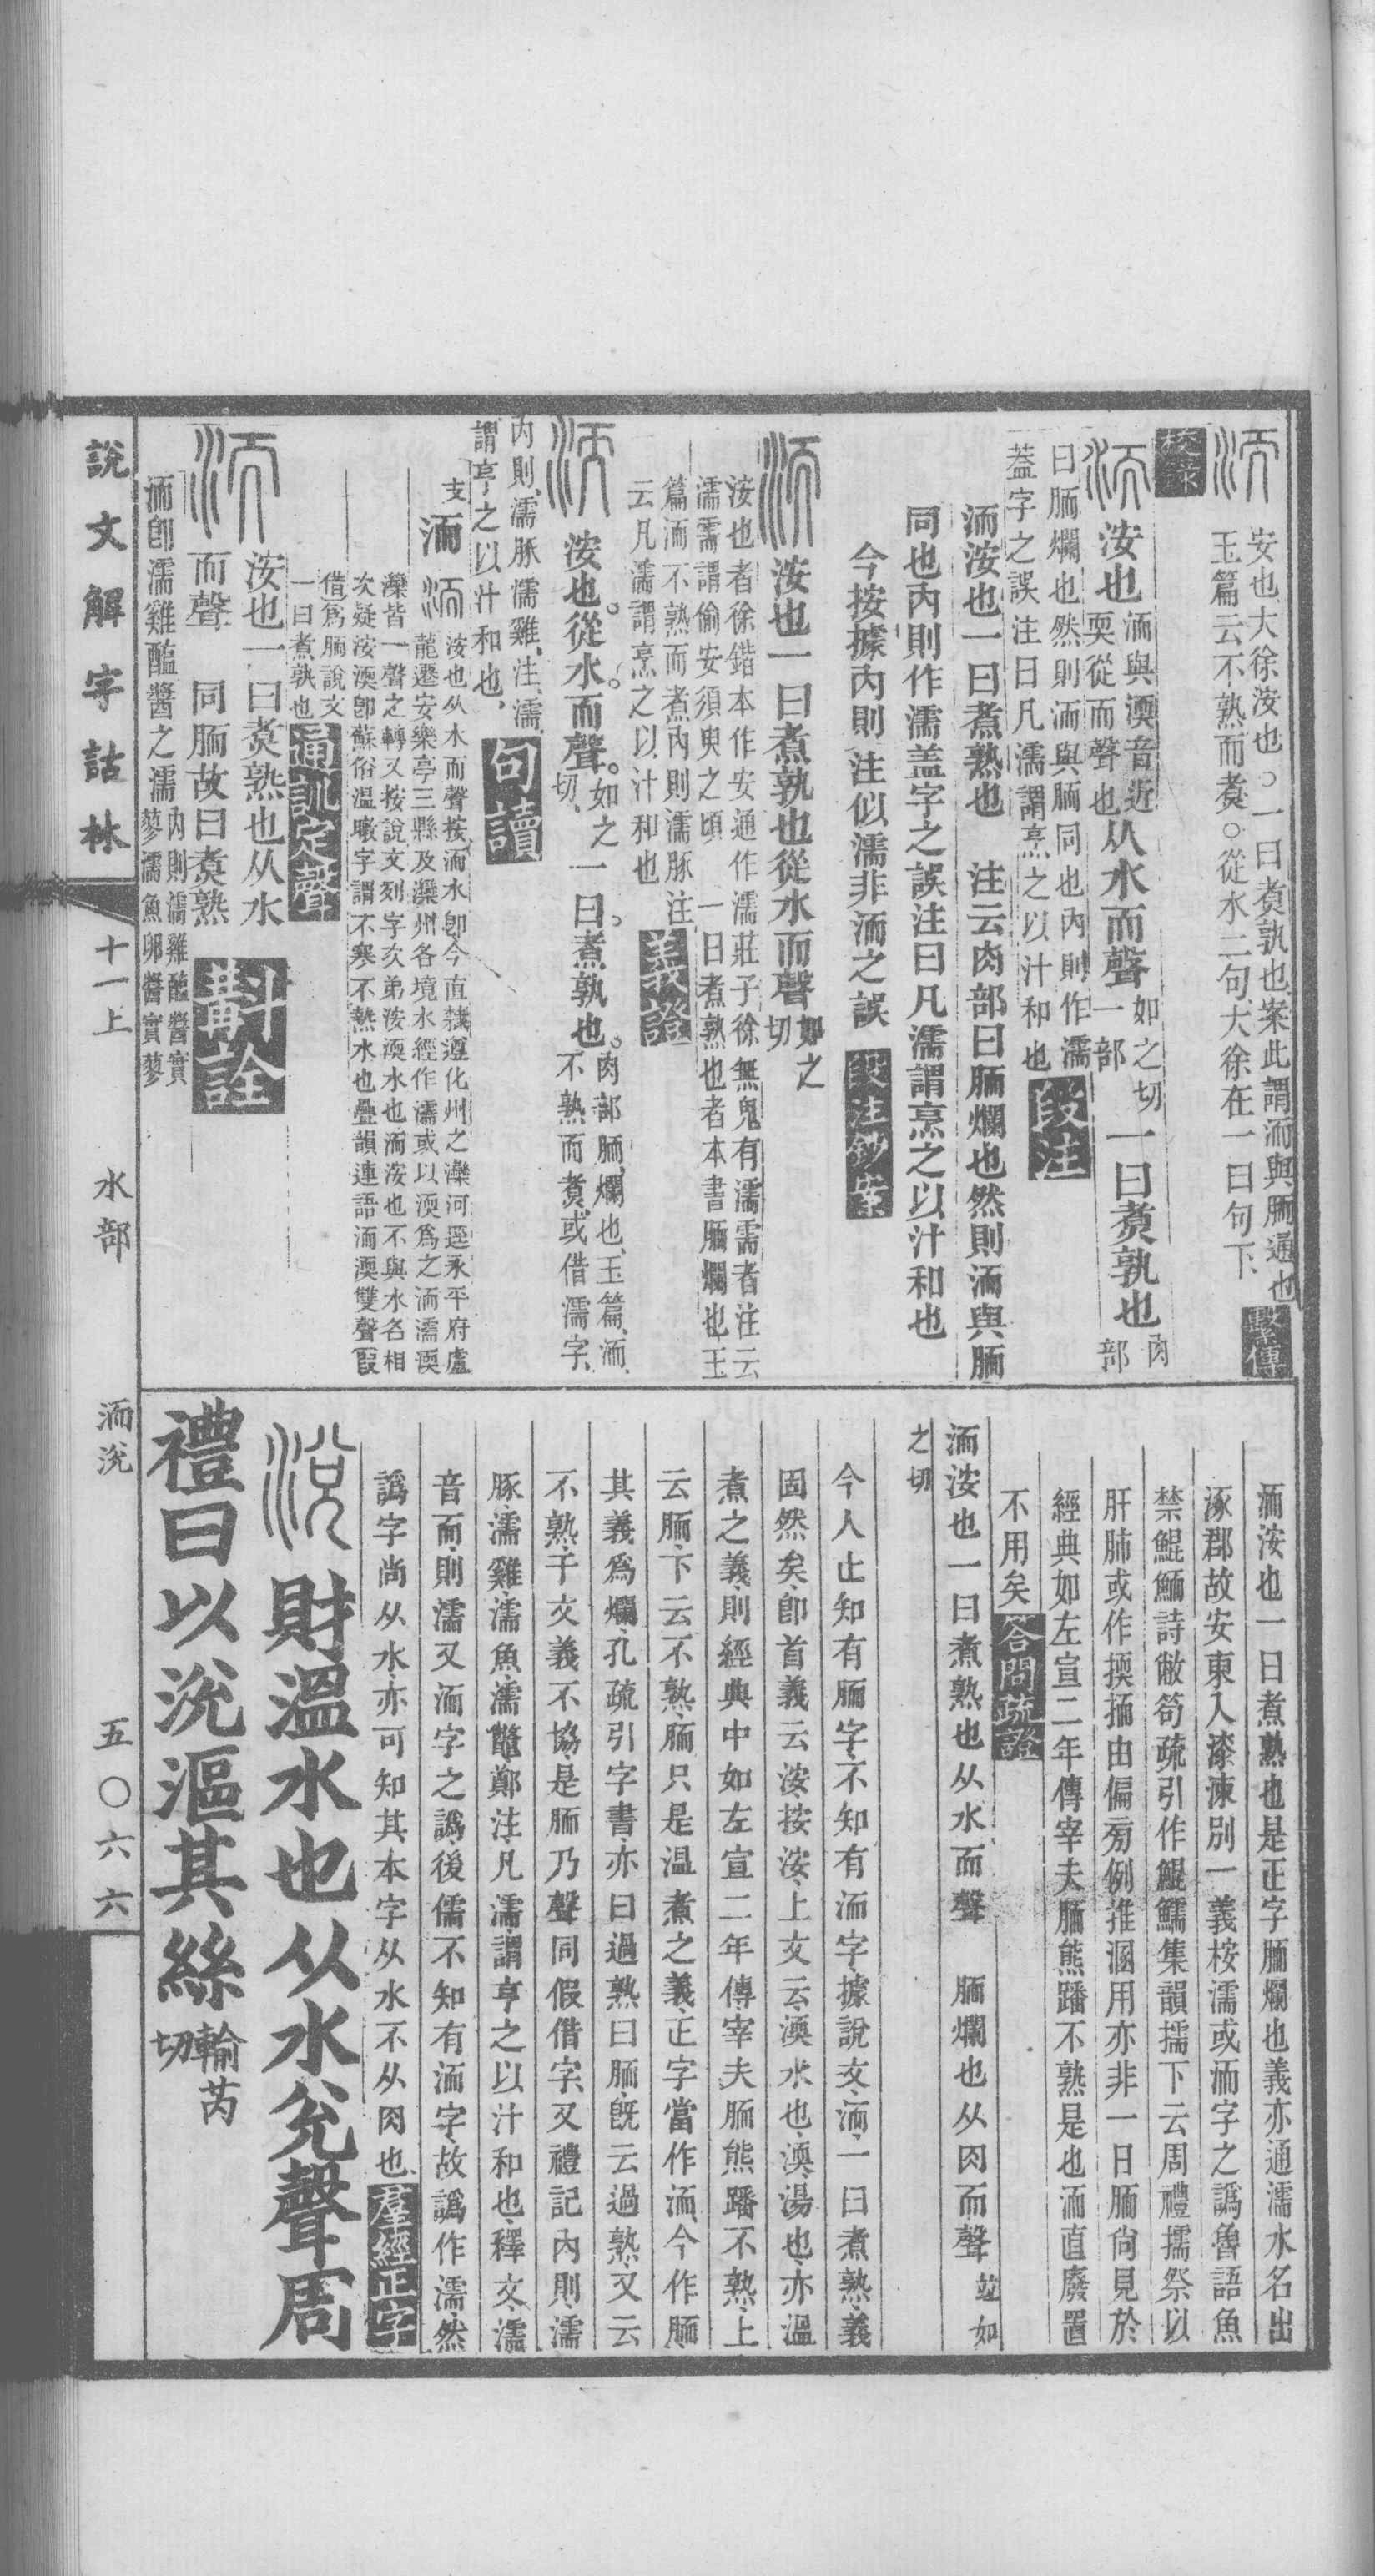 安也大徐洝也○一曰煑孰也案此謂洏與胹通也繫傳
玉篇云不熟而煑○從水二句大徐在一曰句下
校錄
洝也洏與渜音近耎從而聲也从水而聲如之切一部一曰煑孰也肉部
曰胹爛也然則洏與胹同也內則作濡
蓋字之誤注曰凡濡謂烹之以汁和也段注
洏洝也一曰煮熟也　注云肉部曰胹爛也然則洏與胹
同也內則作濡盖字之誤注曰凡濡謂烹之以汁和也
今按據內則注似濡非洏之誤段注鈔案
洏洝也一曰煮孰也從水而聲如之切
洝也者徐鍇本作安通作濡莊子徐無鬼有濡需者注云
濡需謂偷安須臾之頃　一曰煮熟也者本書胹爛也玉
篇洏不熟而煮內則濡豚注
云凡濡謂烹之以汁和也義證
洏洝也。從水。而聲。如之切、一曰煮孰也。肉部胹、爛也、玉篇、洏、不熟而煑、或借濡字、
內則、濡豚濡雞、注、濡、
謂亨之以汁和也、句讀
支洏　洝也从水而聲按洏水卽今直隸遵化州之灤河逕永平府盧
龍遷安樂亭三縣及灤州各境水經作濡或以渜爲之洏濡渜
灤皆一聲之轉又按說文列字次弟洝渜水也洏洝也不與水名相
次疑洝渜卽蘇俗溫暾字謂不寒不熱水也疊韻連語洏渜雙聲叚
借爲胹說文
一曰煮孰也通訓定聲
洏洝也一曰煑熟也从水
而聲　同胹故曰煑熟斠詮
洏卽濡雞醢醬之濡內則濡雞醢醬實蓼濡魚卵醬實蓼
洏洝也一曰煮熟也是正字胹爛也義亦通濡水名出
涿郡故安東入漆涑別一義桉濡或洏字之譌魯語魚
禁鯤鮞詩敝笱疏引作鯤鱬集韻擩下云周禮擩祭以
肝肺或作擩抐由偏旁例推溷用亦非一日胹尙見於
經典如左宣二年傳宰夫胹熊蹯不熟是也洏直廢置
不用矣答問疏證
洏洝也一曰煮熟也从水而聲　胹爛也从肉而聲竝如
之切
今人止知有胹字、不知有洏字、據說文、洏、一曰煮熟、義
固然矣、卽首義云洝、按洝、上文云、渜水也、渜、湯也、亦溫
煮之義、則經典中如左宣二年傳、宰夫胹熊蹯不熟、上
云胹、下云不熟、胹只是溫煮之義、正字當作洏、今作胹
其義爲爛、孔疏引字書、亦曰過熟曰胹、旣云過熟、又云
不熟、于文義不協、是胹乃聲同假借字、又禮記內則濡
豚、濡雞、濡魚、濡鼈、鄭注、凡濡、謂亨之以汁和也、釋文、濡
音而、則濡又洏字之譌、後儒不知有洏字、故譌作濡、然
譌字尙从水、亦可知其本字从水不从肉也、羣經正字
涚財溫水也从水兌聲周
禮曰以涚漚其絲輸芮切
說文解字詁林　十一上　水部　洏涚　五〇六六